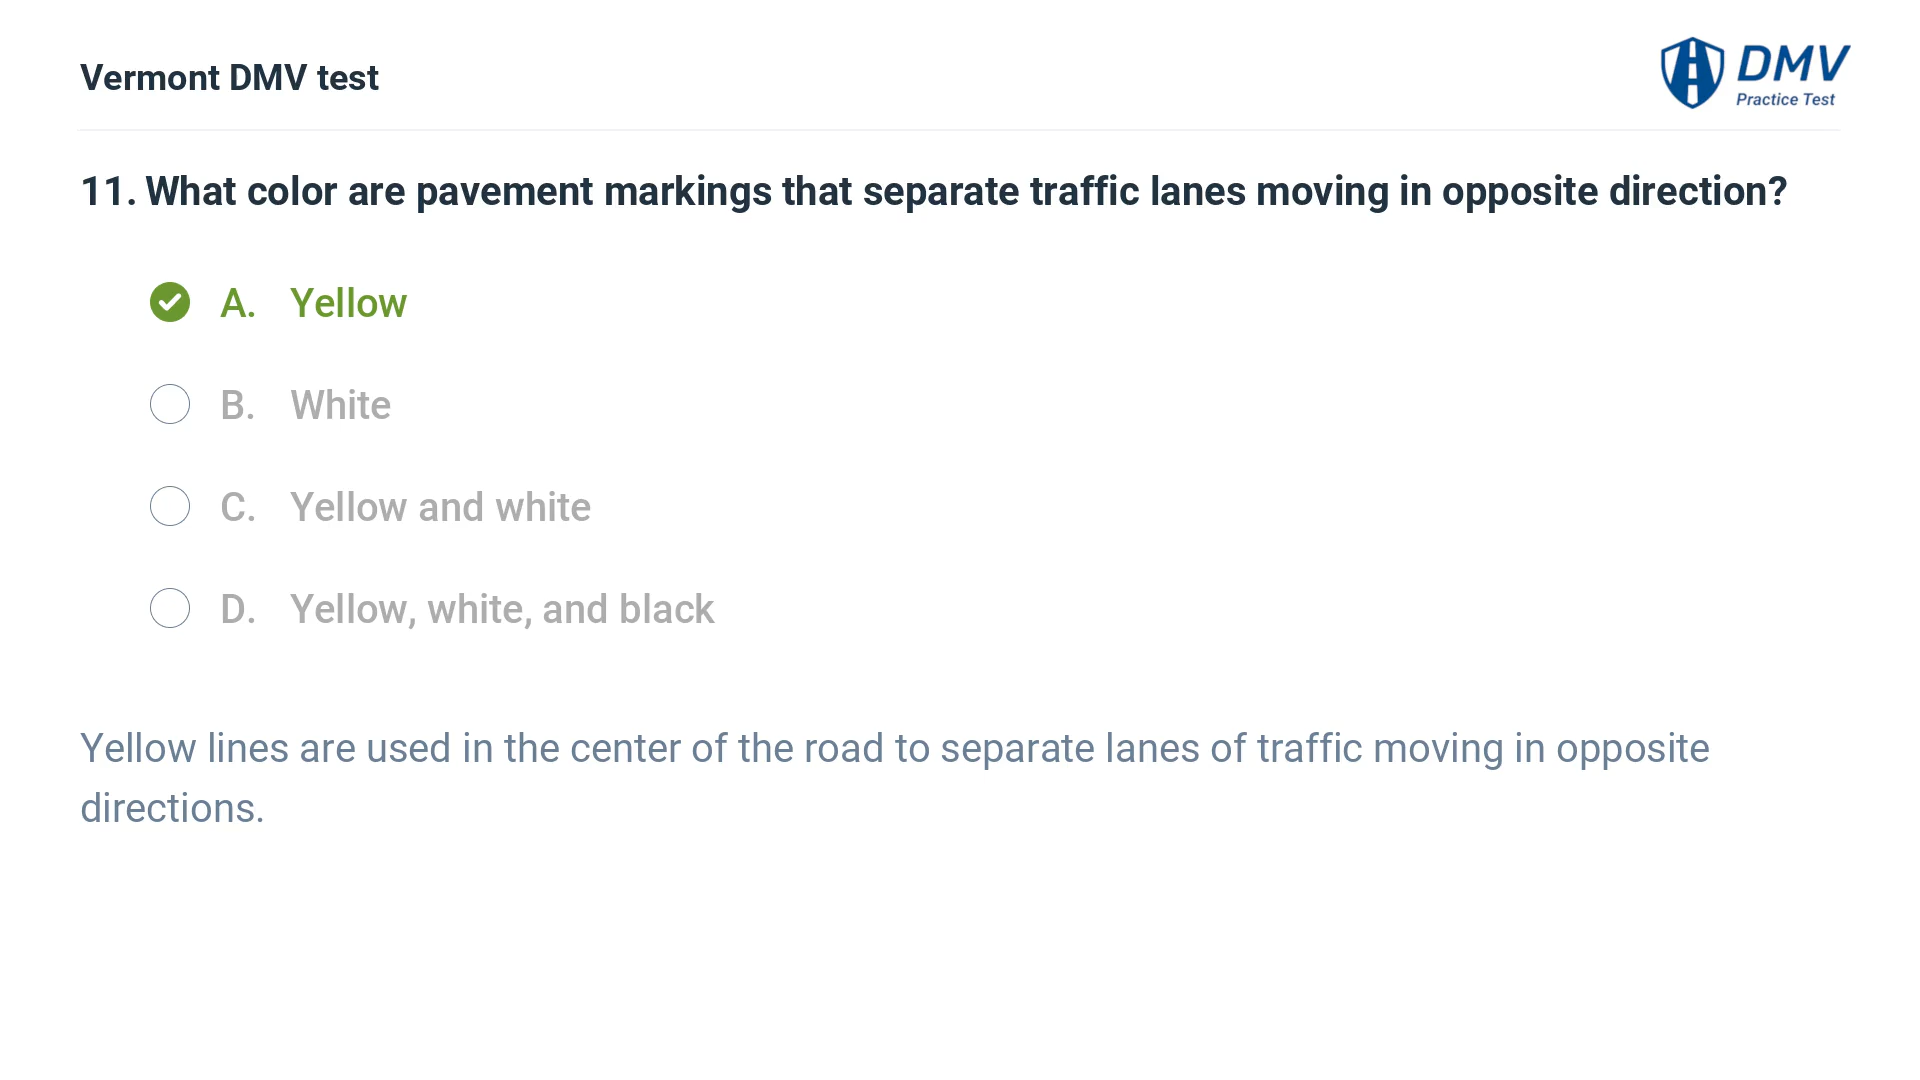 Vermont DMV test
DMV
Practice Test
11. What color are pavement markings that separate traffic lanes moving in opposite direction?
A. Yellow
B. White
C. Yellow and white
D. Yellow, white, and black
Yellow lines are used in the center of the road to separate lanes of traffic moving in opposite
directions.